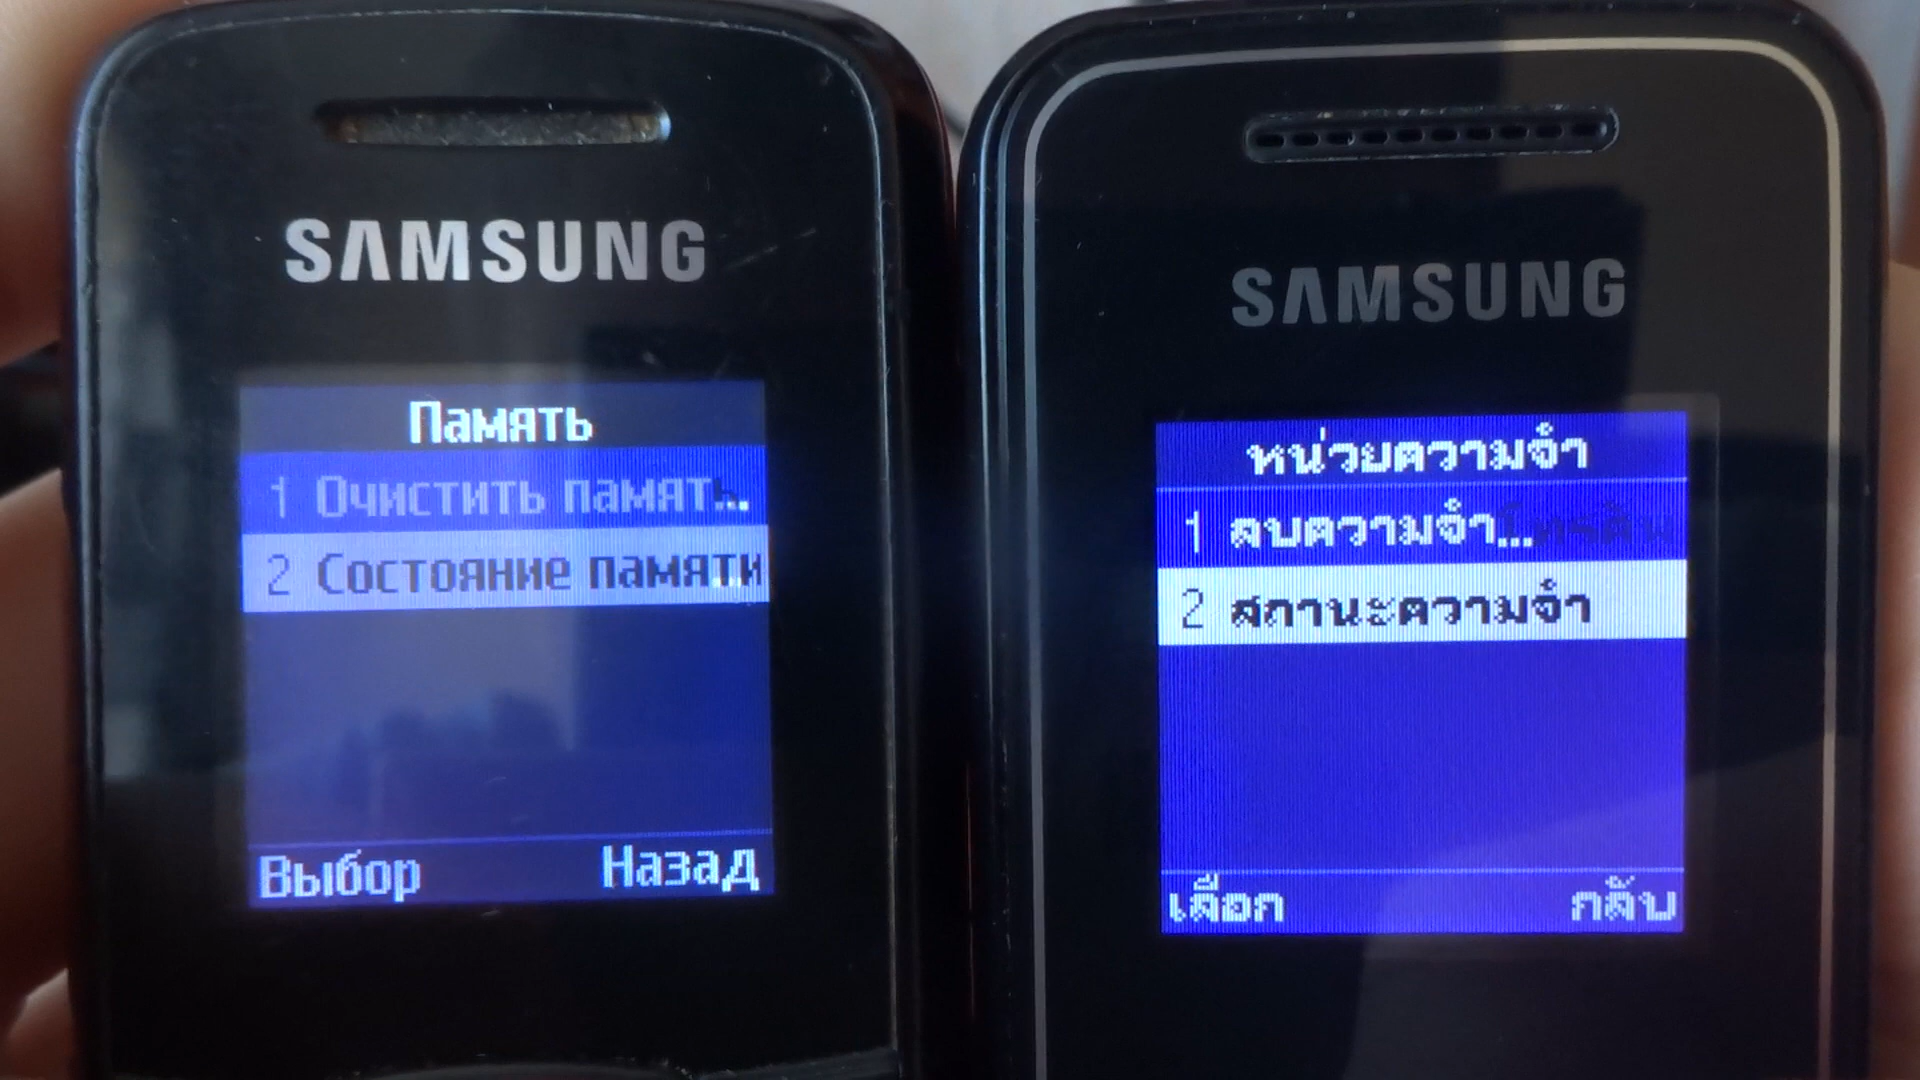 SAMSUNG
Память
1 Очистить памят...
2 Состояние памяти
Выбор Назад
SAMSUNG
หน่วยความจำ
1 ลบความจำ...
2 สถานะความจำ
เลือก กลับ